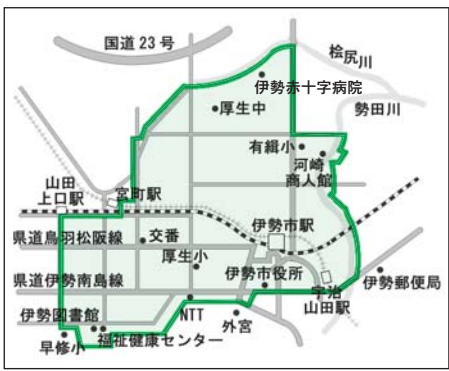 国道23号
桧尻川
伊勢赤十字病院
勢田川
厚生中
有緝小
河崎
商人館
山田
上口駅
宮町駅
伊勢市駅
県道鳥羽松阪線
交番
厚生小
県道伊勢南島線
伊勢市役所
伊勢郵便局
宇治
山田駅
伊勢図書館
NTT
外宮
早修小
福祉健康センター